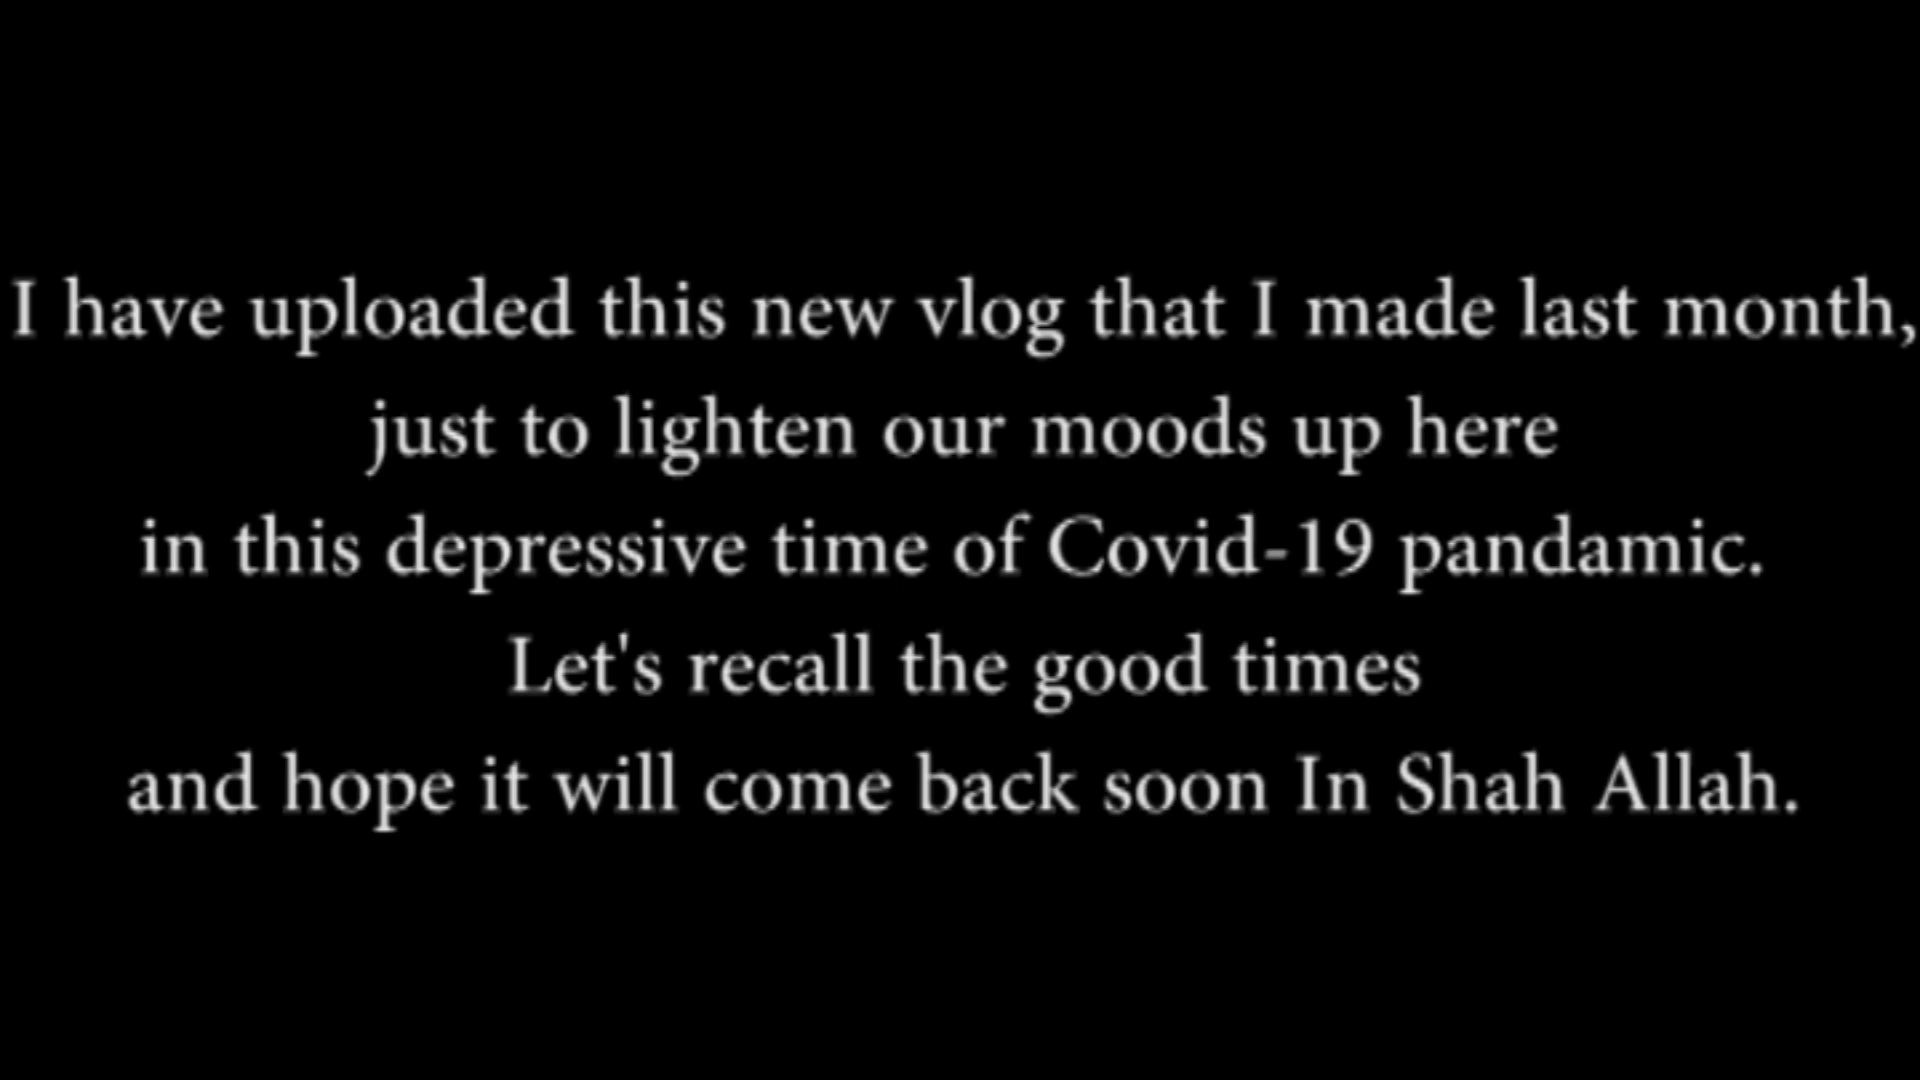 I have uploaded this new vlog that I made last month,
just to lighten our moods up here
in this depressive time of Covid-19 pandamic.
Let's recall the good times
and hope it will come back soon In Shah Allah.